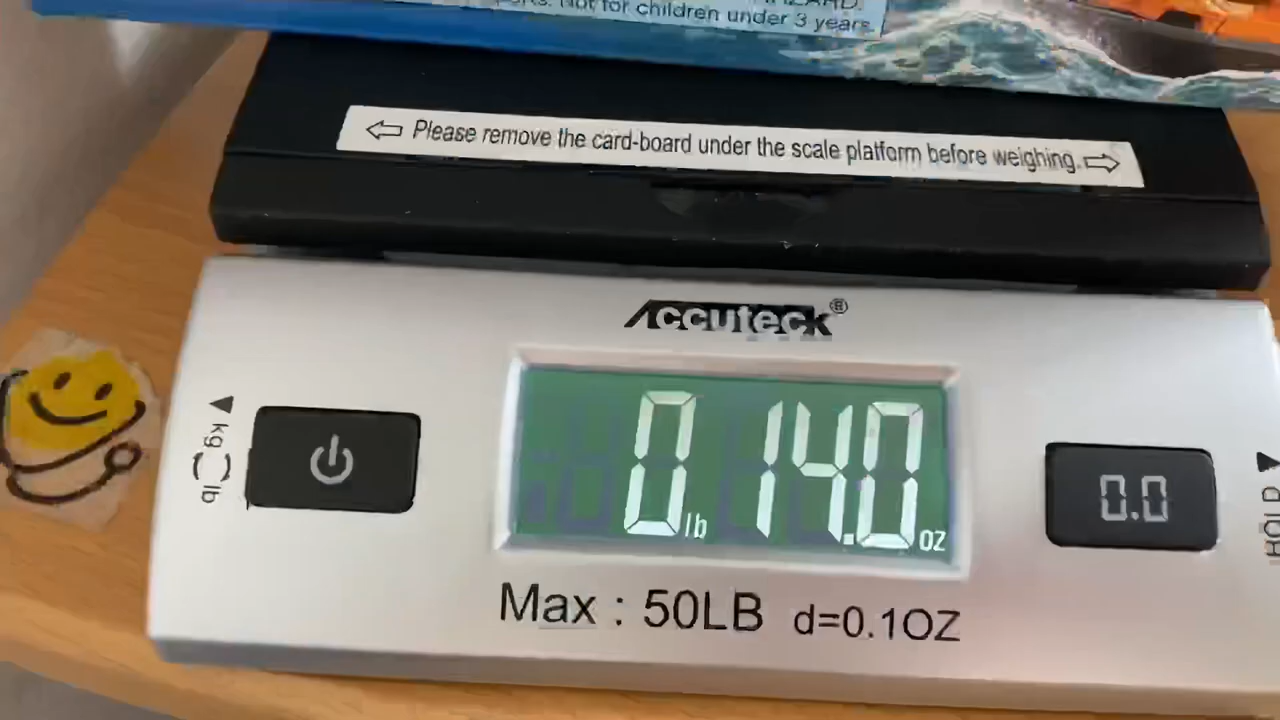 Not for children under 3 years.
⇦ Please remove the card-board under the scale platform before weighing. ⇨
Accuteck®
kg
lb
0 lb 14.0 oz
0.0
HOLD
Max : 50LB d=0.1OZ